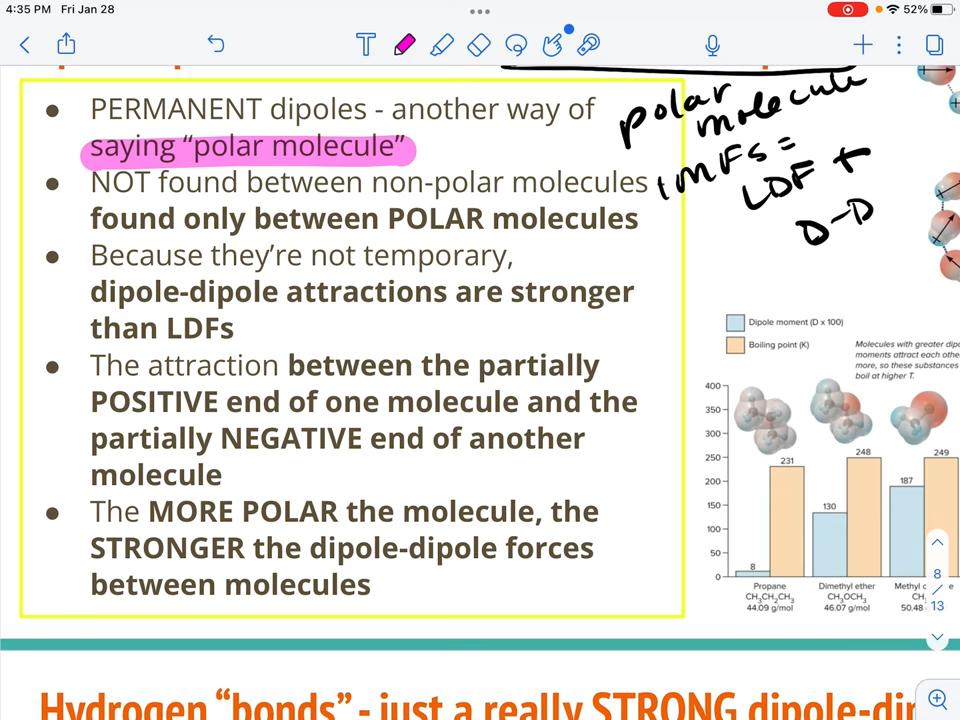 4:35 PM Fri Jan 28
52%
● PERMANENT dipoles - another way of
saying “polar molecule”
● NOT found between non-polar molecules
found only between POLAR molecules
● Because they’re not temporary,
dipole-dipole attractions are stronger
than LDFs
● The attraction between the partially
POSITIVE end of one molecule and the
partially NEGATIVE end of another
molecule
● The MORE POLAR the molecule, the
STRONGER the dipole-dipole forces
between molecules
polar
molecule
IMFs =
LDF +
D-D
Dipole moment (D x 100)
Boiling point (K)
Molecules with greater
moments attract each
more, so these substances
boil at higher T.
400
350
300
250
200
150
100
50
0
8
231
130
248
187
249
Propane
CH₃CH₂CH₃
44.09 g/mol
Dimethyl ether
CH₃OCH₃
46.07 g/mol
Methyl
50.48
8
/
13
Hydrogen “bonds” - just a really STRONG